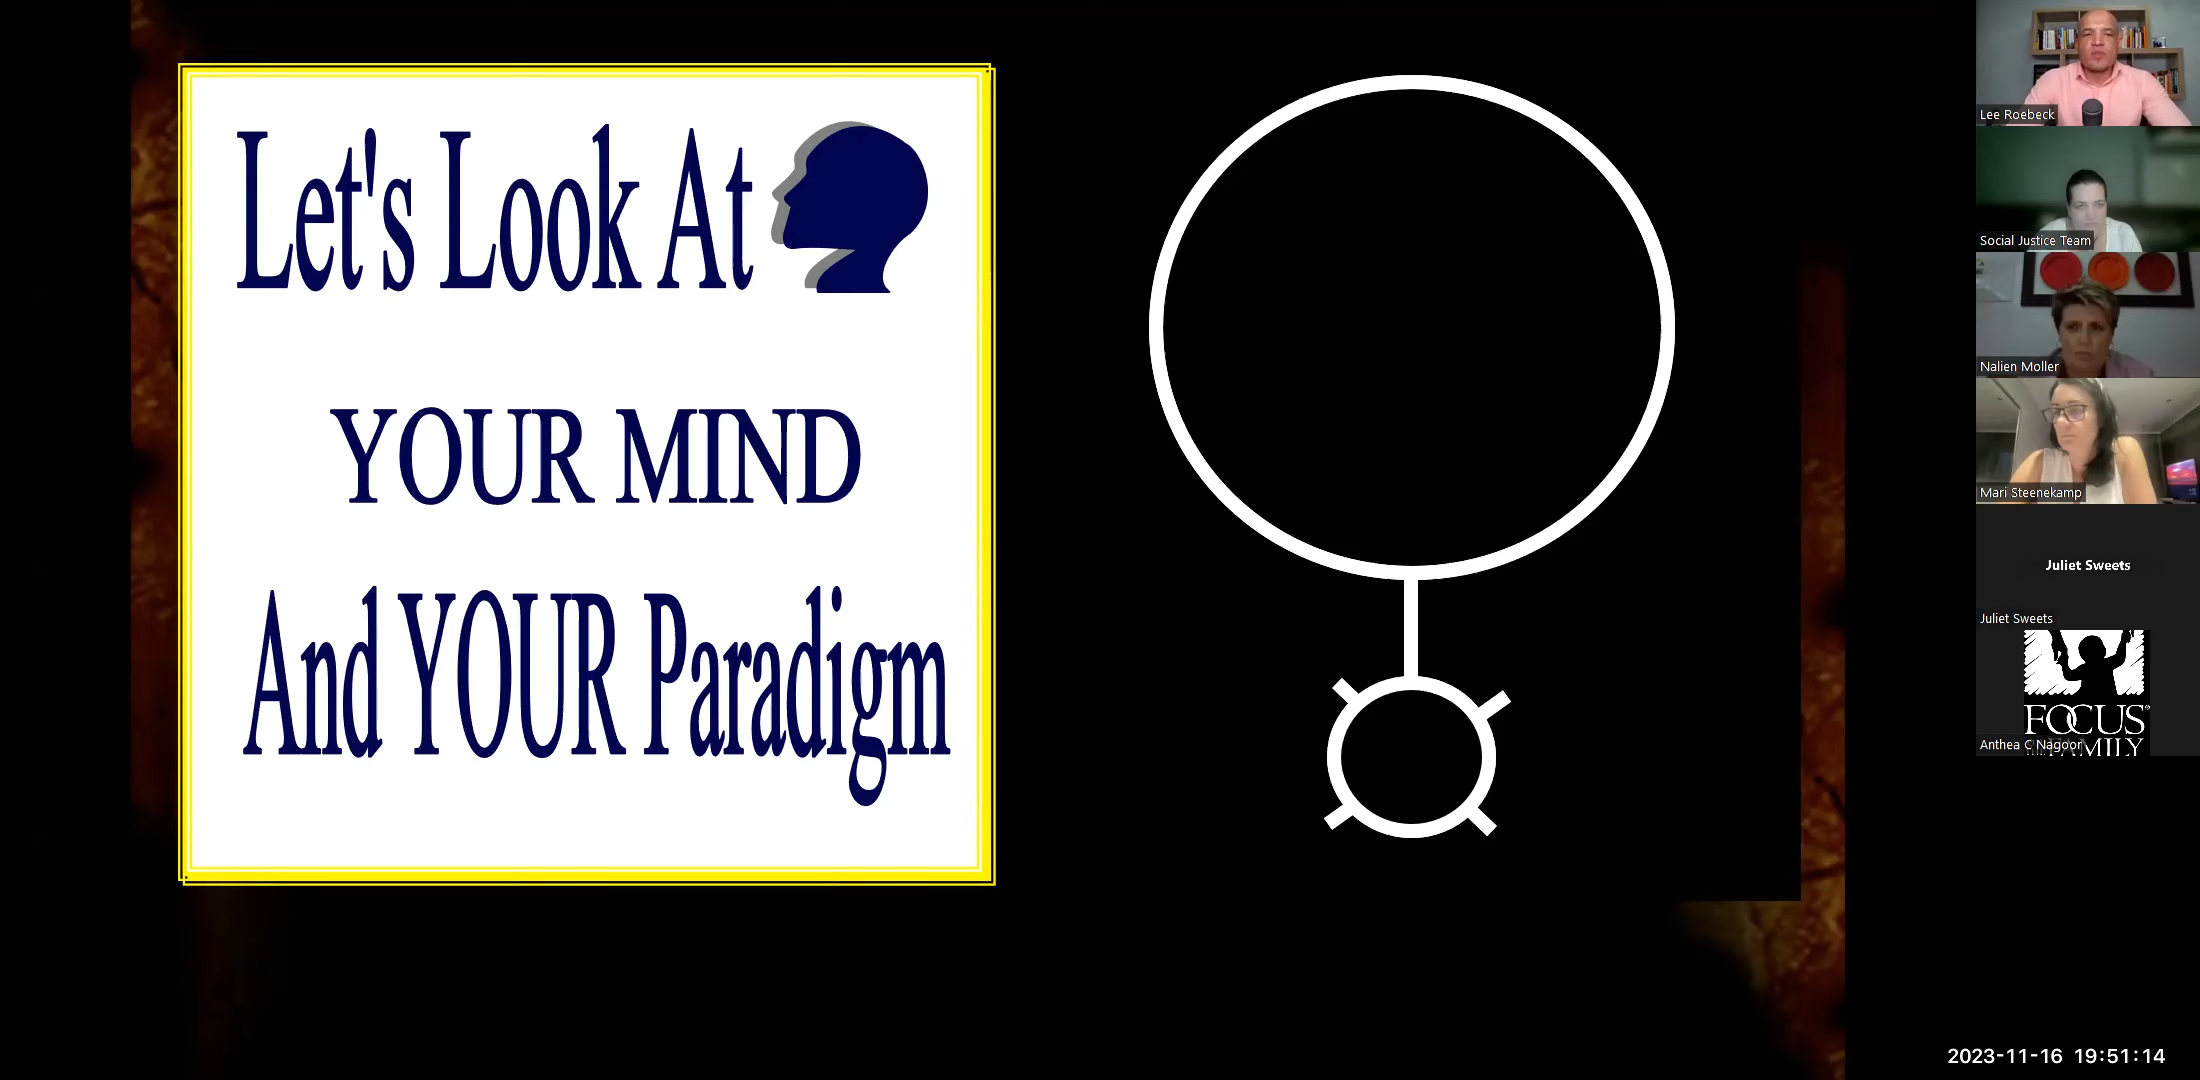 Let's Look At
YOUR MIND
And YOUR Paradigm
Lee Roebeck
Social Justice Team
Nalien Moller
Mari Steenekamp
Juliet Sweets
Juliet Sweets
FOCUS
FAMILY
Anthea C Nagoor
2023-11-16 19:51:14